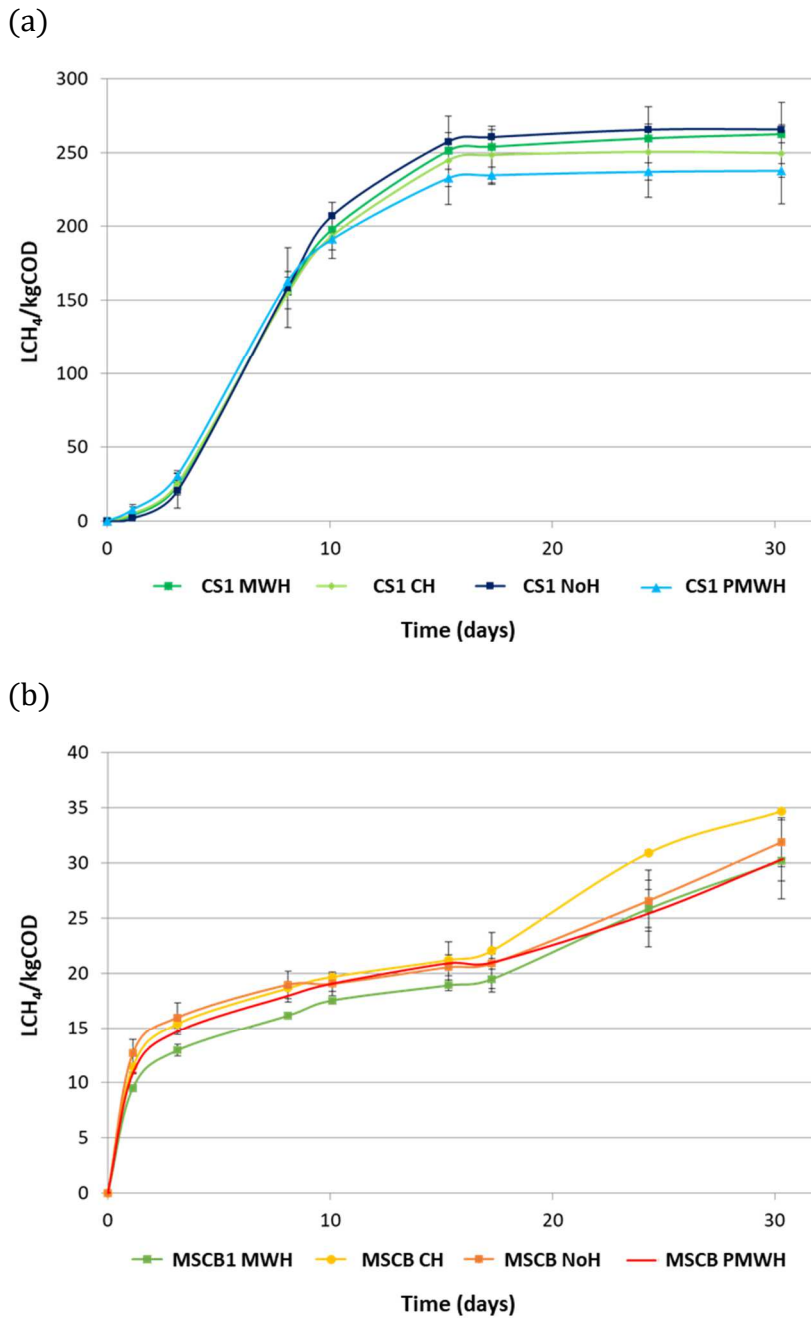 (a)
300
250
200
150
100
50
0
LCH₄/kgCOD
0 10 20 30
CS1 MWH CS1 CH CS1 NoH CS1 PMWH
Time (days)
(b)
40
35
30
25
20
15
10
5
0
LCH₄/kgCOD
0 10 20 30
MSCB1 MWH MSCB CH MSCB NoH MSCB PMWH
Time (days)